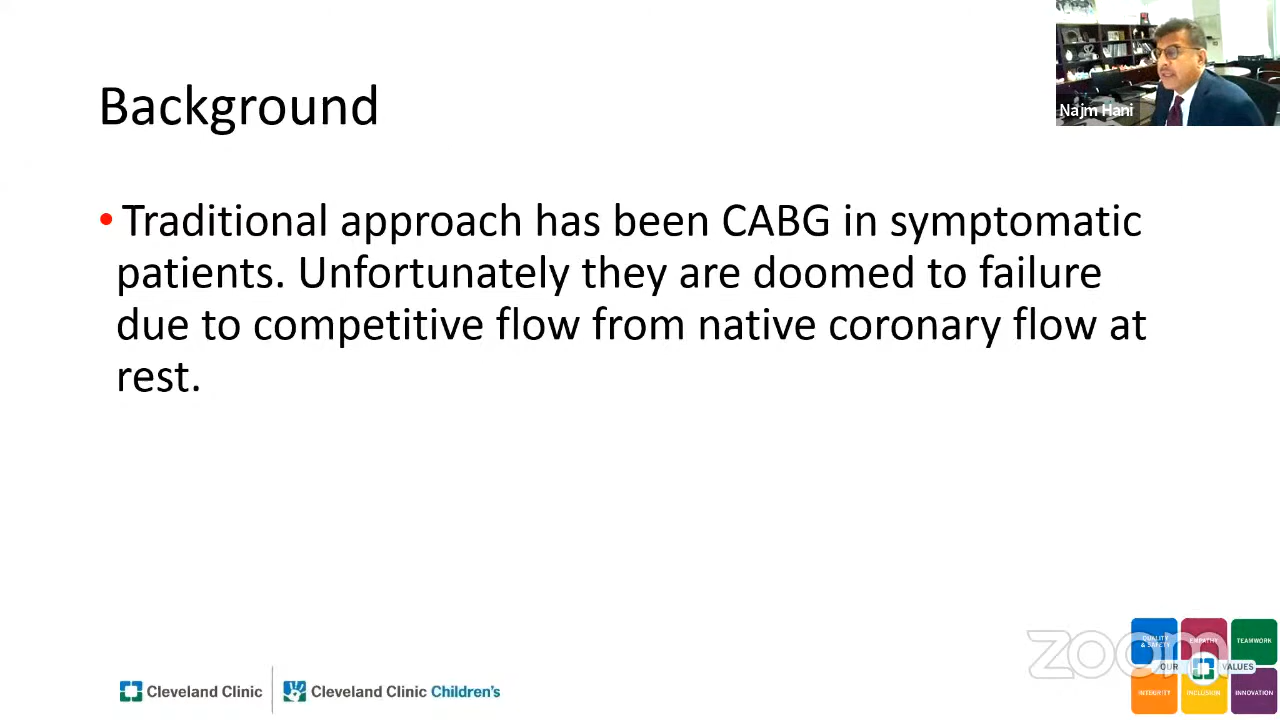 Najm Hani
Background
• Traditional approach has been CABG in symptomatic
patients. Unfortunately they are doomed to failure
due to competitive flow from native coronary flow at
rest.
Cleveland Clinic
Cleveland Clinic Children's
zoom
QUALITY
& SAFETY
EMPATHY
TEAMWORK
OUR
VALUES
INTEGRITY
INCLUSION
INNOVATION